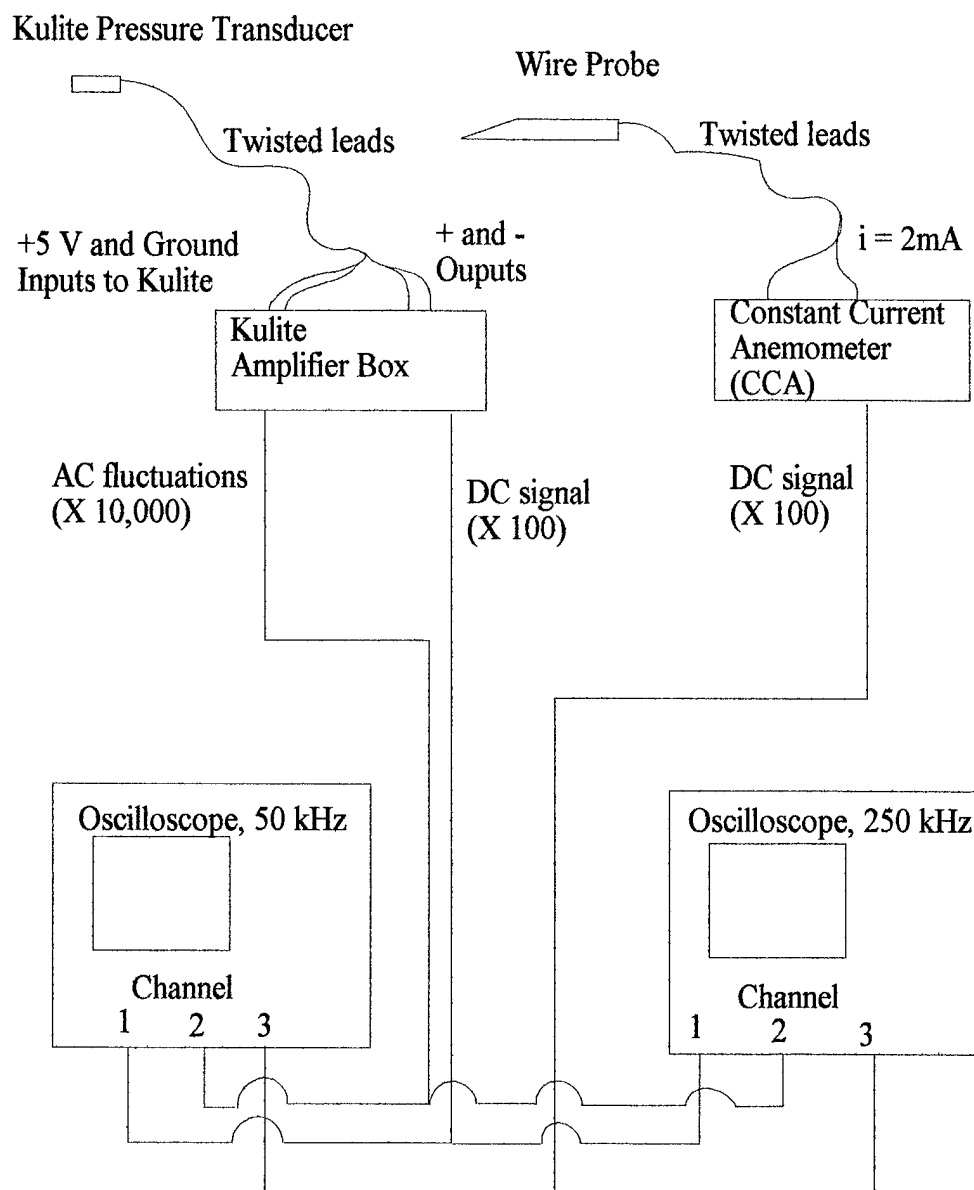 Kulite Pressure Transducer
Wire Probe
Twisted leads
Twisted leads
+5 V and Ground
Inputs to Kulite
+ and -
Ouputs
i = 2mA
Kulite
Amplifier Box
Constant Current
Anemometer
(CCA)
AC fluctuations
(X 10,000)
DC signal
(X 100)
DC signal
(X 100)
Oscilloscope, 50 kHz
Channel
1 2 3
Oscilloscope, 250 kHz
Channel
1 2 3